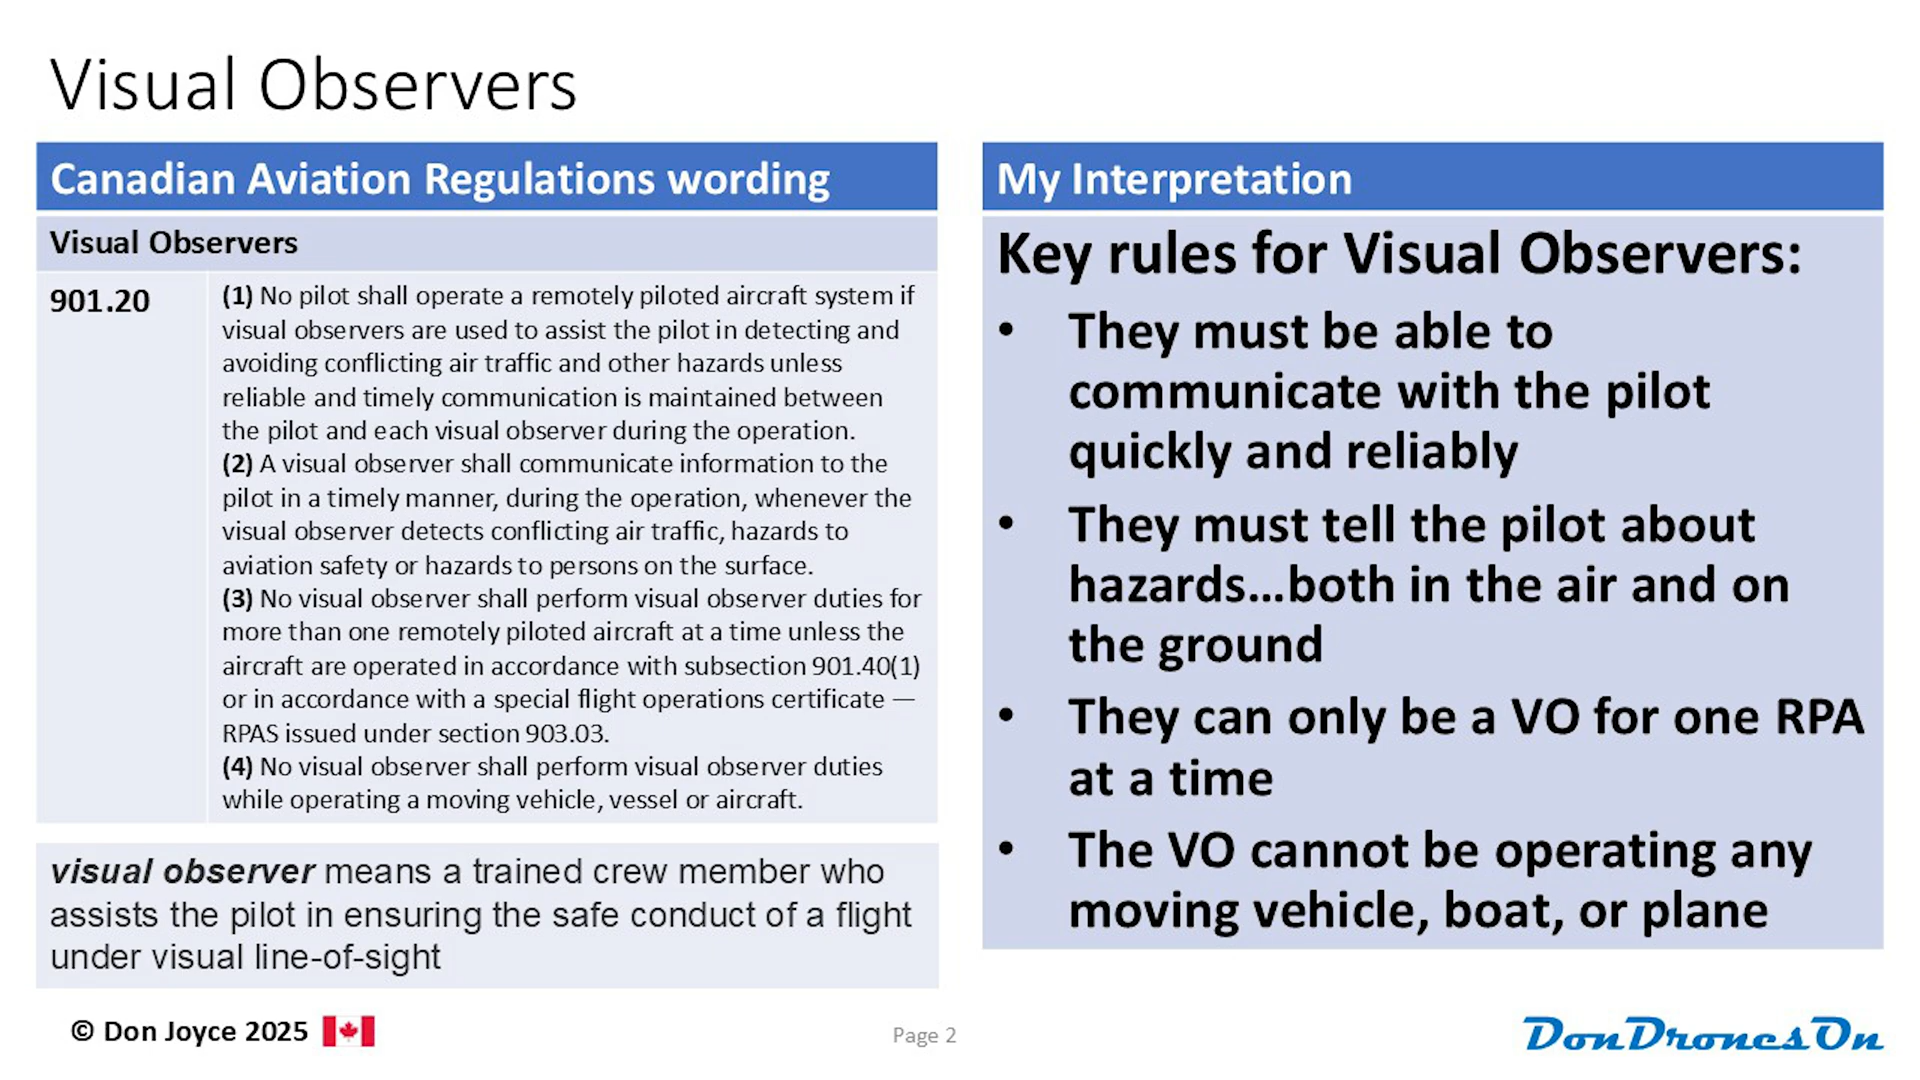 Visual Observers
Canadian Aviation Regulations wording
Visual Observers
901.20
(1) No pilot shall operate a remotely piloted aircraft system if
visual observers are used to assist the pilot in detecting and
avoiding conflicting air traffic and other hazards unless
reliable and timely communication is maintained between
the pilot and each visual observer during the operation.
(2) A visual observer shall communicate information to the
pilot in a timely manner, during the operation, whenever the
visual observer detects conflicting air traffic, hazards to
aviation safety or hazards to persons on the surface.
(3) No visual observer shall perform visual observer duties for
more than one remotely piloted aircraft at a time unless the
aircraft are operated in accordance with subsection 901.40(1)
or in accordance with a special flight operations certificate —
RPAS issued under section 903.03.
(4) No visual observer shall perform visual observer duties
while operating a moving vehicle, vessel or aircraft.
visual observer means a trained crew member who
assists the pilot in ensuring the safe conduct of a flight
under visual line-of-sight
My Interpretation
Key rules for Visual Observers:
• They must be able to
communicate with the pilot
quickly and reliably
• They must tell the pilot about
hazards...both in the air and on
the ground
• They can only be a VO for one RPA
at a time
• The VO cannot be operating any
moving vehicle, boat, or plane
© Don Joyce 2025
Page 2
DonDronesOn